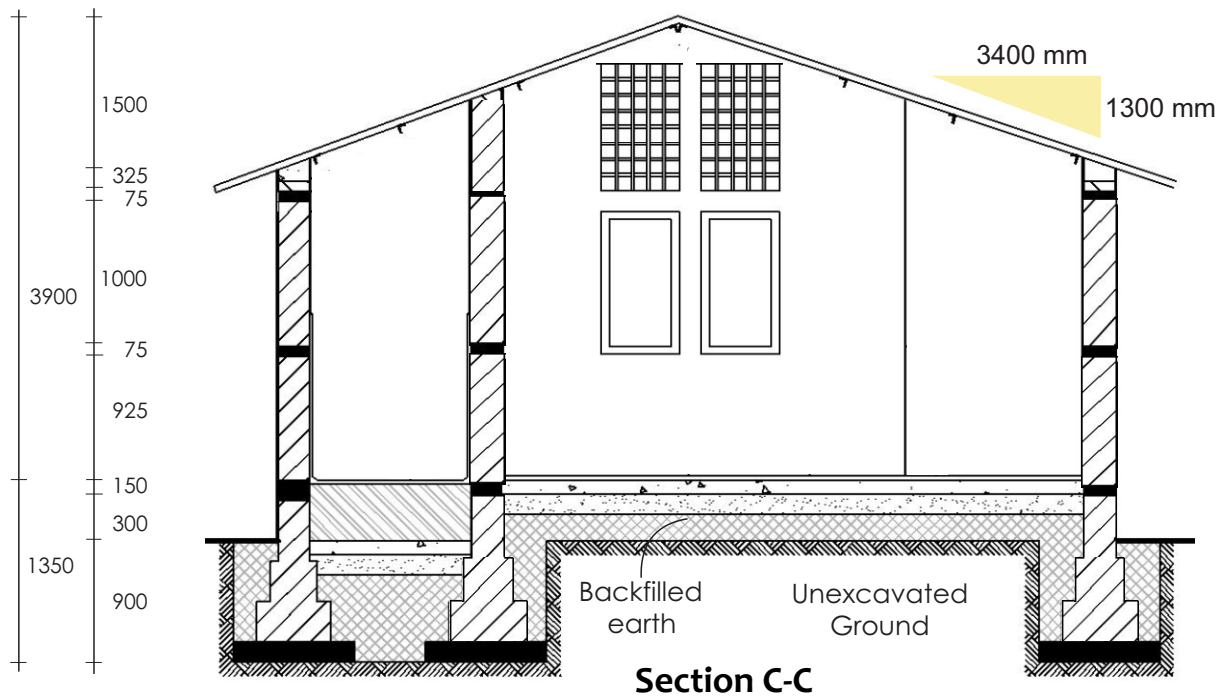 3400 mm
1300 mm
1500
325
75
1000
3900
75
925
150
300
1350
900
Backfilled
earth
Unexcavated
Ground
Section C-C